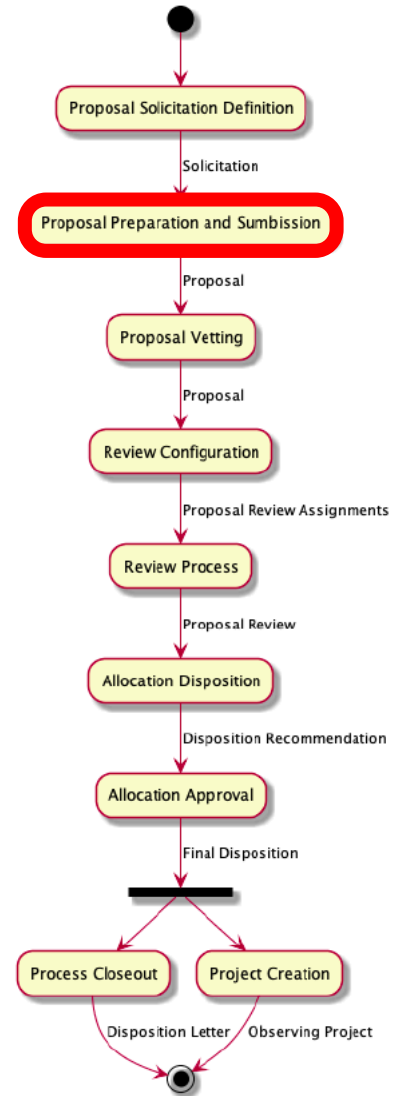 Proposal Solicitation Definition
Solicitation
Proposal Preparation and Sumbission
Proposal
Proposal Vetting
Proposal
Review Configuration
Proposal Review Assignments
Review Process
Proposal Review
Allocation Disposition
Disposition Recommendation
Allocation Approval
Final Disposition
Process Closeout
Project Creation
Disposition Letter
Observing Project